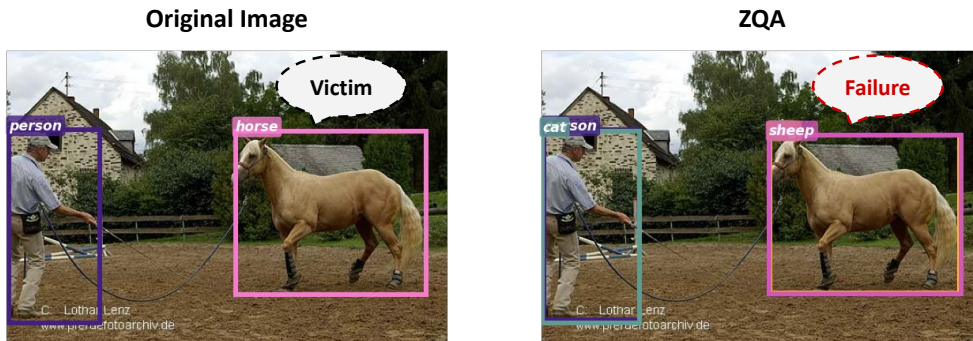 Original Image
ZQA
Victim
Failure
person
horse
cat son
sheep
C Lothar Lenz
www.pferdefotoarchiv.de
C Lothar Lenz
www.pferdefotoarchiv.de